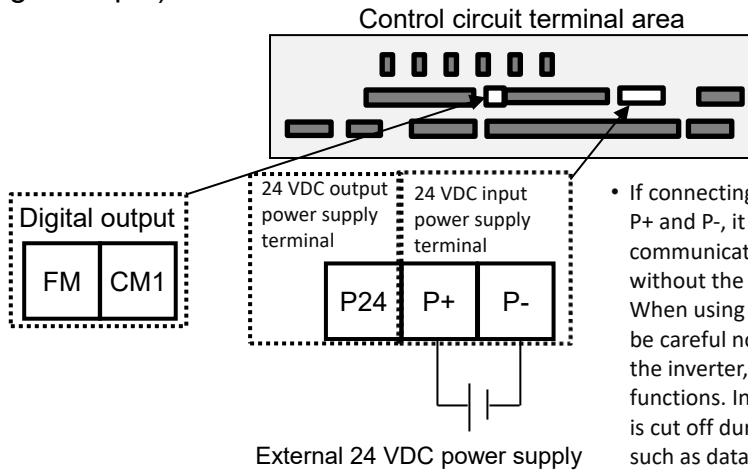 Control circuit terminal area
Digital output
FM CM1
24 VDC output
power supply
terminal
24 VDC input
power supply
terminal
P24 P+ P-
External 24 VDC power supply
• If connecting
P+ and P-, it
communicat
without the
When using
be careful no
the inverter,
functions. In
is cut off du
such as data